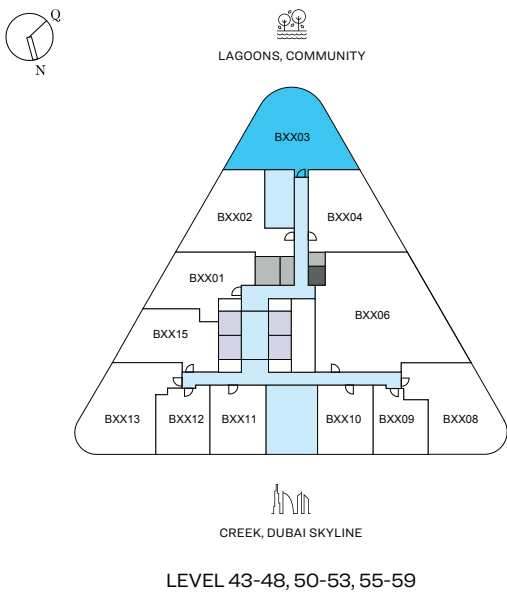 Q
N
LAGOONS, COMMUNITY
BXX03
BXX02
BXX04
BXX01
BXX06
BXX15
BXX13
BXX12
BXX11
BXX10
BXX09
BXX08
CREEK, DUBAI SKYLINE
LEVEL 43-48, 50-53, 55-59